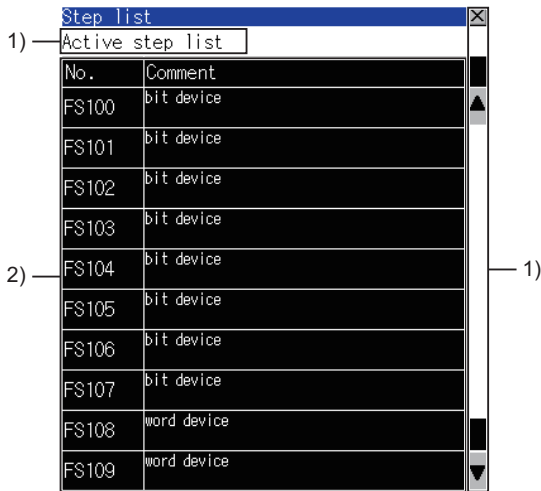 Step list
1)
Active step list
No. Comment
FS100 bit device
FS101 bit device
FS102 bit device
FS103 bit device
2)
FS104 bit device
1)
FS105 bit device
FS106 bit device
FS107 bit device
FS108 word device
FS109 word device